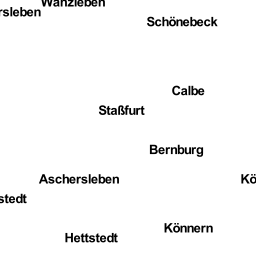 Wanzleben
rsleben
Schönebeck
Calbe
Staßfurt
Bernburg
Aschersleben
Kö
stedt
Könnern
Hettstedt